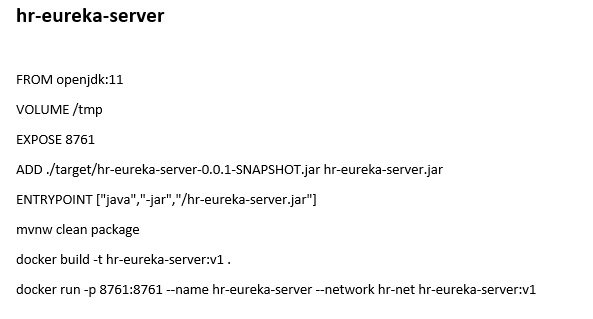 hr-eureka-server
FROM openjdk:11
VOLUME /tmp
EXPOSE 8761
ADD ./target/hr-eureka-server-0.0.1-SNAPSHOT.jar hr-eureka-server.jar
ENTRYPOINT ["java","-jar","/hr-eureka-server.jar"]
mvnw clean package
docker build -t hr-eureka-server:v1 .
docker run -p 8761:8761 --name hr-eureka-server --network hr-net hr-eureka-server:v1